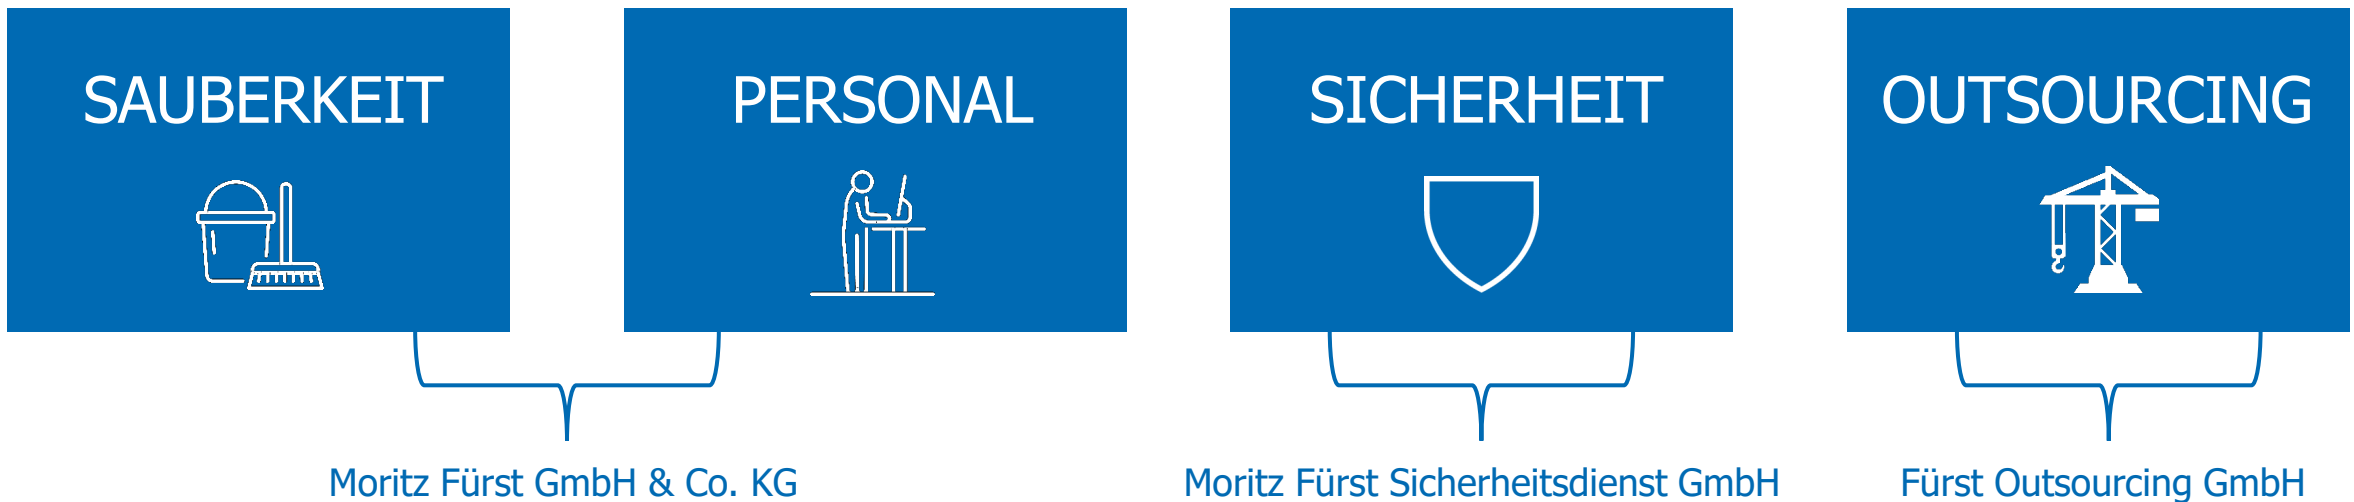 SAUBERKEIT
PERSONAL
SICHERHEIT
OUTSOURCING
Moritz Fürst GmbH & Co. KG
Moritz Fürst Sicherheitsdienst GmbH
Fürst Outsourcing GmbH